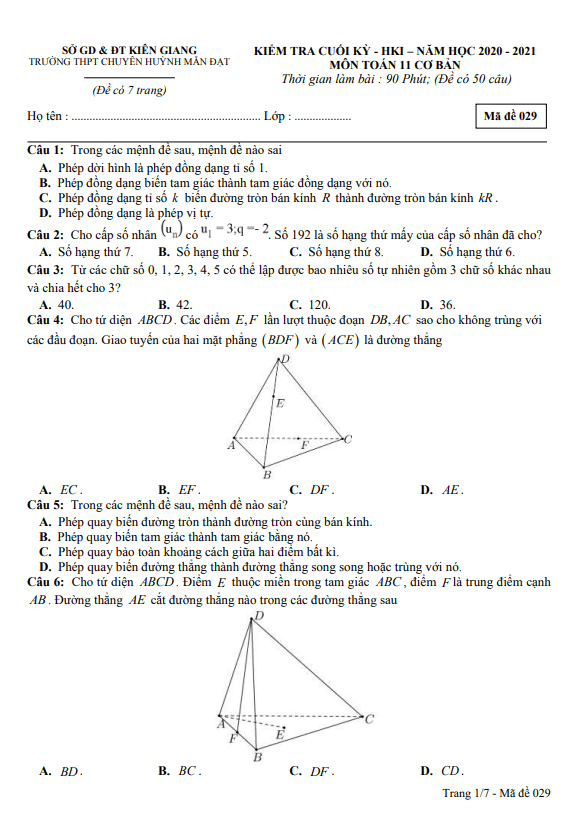 SỞ GD & ĐT KIÊN GIANG
TRƯỜNG THPT CHUYÊN HUỲNH MẪN ĐẠT
(Đề có 7 trang)
KIỂM TRA CUỐI KỲ - HKI – NĂM HỌC 2020 - 2021
MÔN TOÁN 11 CƠ BẢN
Thời gian làm bài : 90 Phút; (Đề có 50 câu)
Họ tên : ............................................................ Lớp : ...................
Mã đề 029
Câu 1: Trong các mệnh đề sau, mệnh đề nào sai
A. Phép dời hình là phép đồng dạng tỉ số 1.
B. Phép đồng dạng biến tam giác thành tam giác đồng dạng với nó.
C. Phép đồng dạng tỉ số k biến đường tròn bán kính R thành đường tròn bán kính kR .
D. Phép đồng dạng là phép vị tự.
Câu 2: Cho cấp số nhân (uₙ) có u₁ = 3;q =- 2. Số 192 là số hạng thứ mấy của cấp số nhân đã cho?
A. Số hạng thứ 7. B. Số hạng thứ 5. C. Số hạng thứ 8. D. Số hạng thứ 6.
Câu 3: Từ các chữ số 0, 1, 2, 3, 4, 5 có thể lập được bao nhiêu số tự nhiên gồm 3 chữ số khác nhau
và chia hết cho 3?
A. 40. B. 42. C. 120. D. 36.
Câu 4: Cho tứ diện ABCD . Các điểm E, F lần lượt thuộc đoạn DB, AC sao cho không trùng với
các đầu đoạn. Giao tuyến của hai mặt phẳng (BDF) và (ACE) là đường thẳng
D
E
A
F
C
B
A. EC . B. EF . C. DF . D. AE .
Câu 5: Trong các mệnh đề sau, mệnh đề nào sai?
A. Phép quay biến đường tròn thành đường tròn cùng bán kính.
B. Phép quay biến tam giác thành tam giác bằng nó.
C. Phép quay bảo toàn khoảng cách giữa hai điểm bất kì.
D. Phép quay biến đường thẳng thành đường thẳng song song hoặc trùng với nó.
Câu 6: Cho tứ diện ABCD . Điểm E thuộc miền trong tam giác ABC , điểm F là trung điểm cạnh
AB . Đường thẳng AE cắt đường thẳng nào trong các đường thẳng sau
D
A
C
F
E
B
A. BD . B. BC . C. DF . D. CD .
Trang 1/7 - Mã đề 029